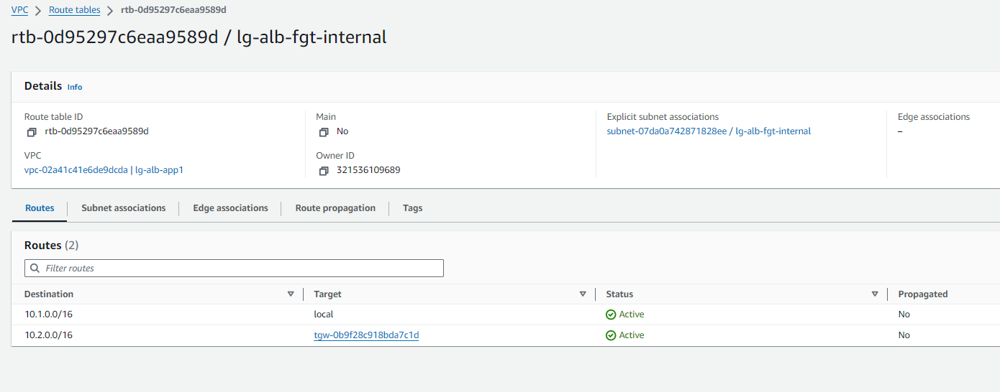 VPC > Route tables > rtb-0d95297c6eaa9589d
rtb-0d95297c6eaa9589d / lg-alb-fgt-internal
Details Info
Route table ID
rtb-0d95297c6eaa9589d
Main
No
Explicit subnet associations
subnet-07da0a742871828ee / lg-alb-fgt-internal
Edge associations
–
VPC
vpc-02a41c41e6de9dcda | lg-alb-app1
Owner ID
321536109689
Routes Subnet associations Edge associations Route propagation Tags
Routes (2)
Filter routes
Destination Target Status Propagated
10.1.0.0/16 local Active No
10.2.0.0/16 tgw-0b9f28c918bda7c1d Active No